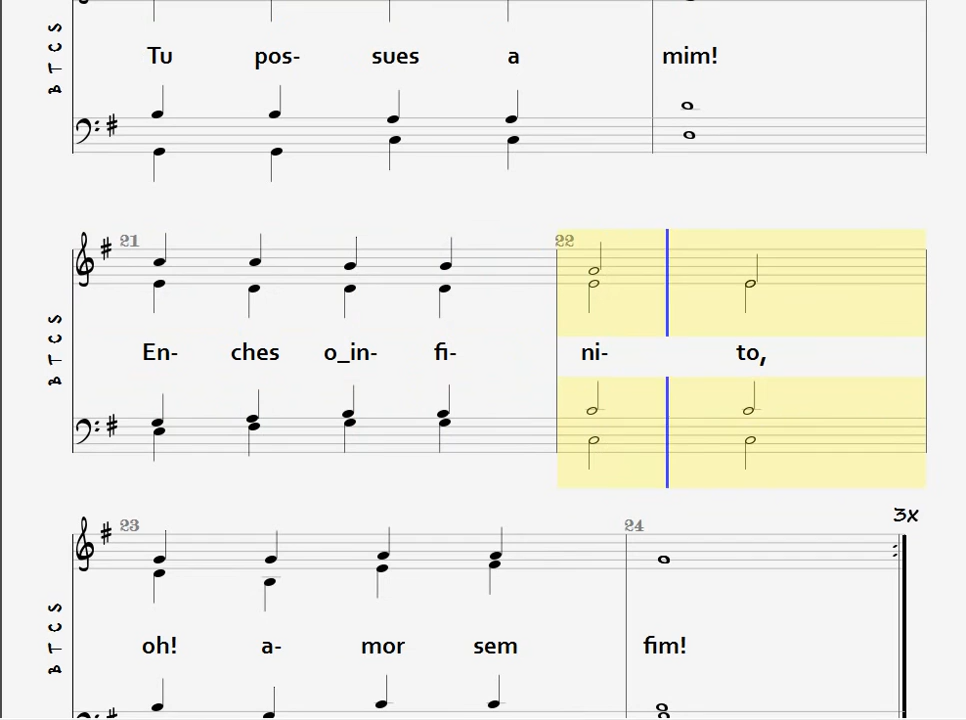 B T C S
Tu pos- sues a mim!
21 22
B T C S
En- ches o_in- fi- ni- to,
3x
23 24
B T C S
oh! a- mor sem fim!